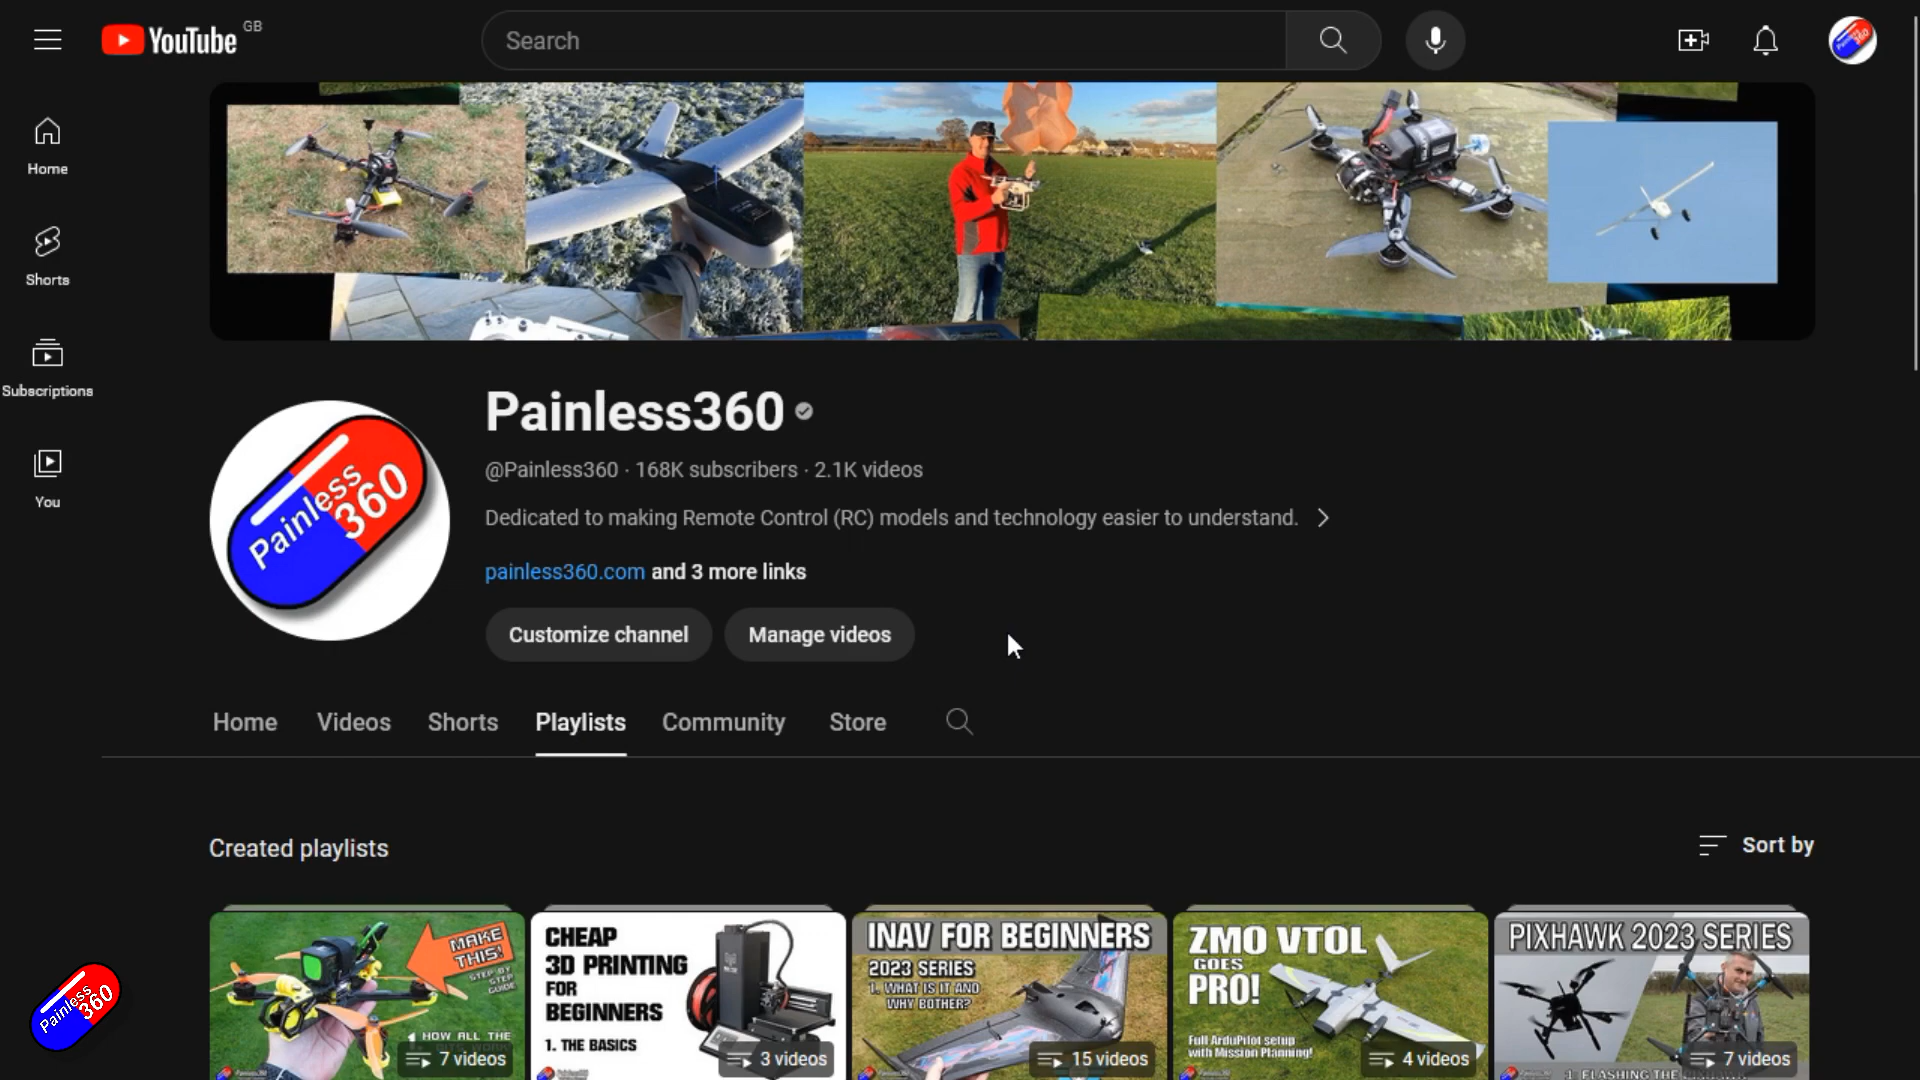 YouTube GB
Search
Home
Shorts
Subscriptions
You
Painless360
Painless360
@Painless360 · 168K subscribers · 2.1K videos
Dedicated to making Remote Control (RC) models and technology easier to understand.
painless360.com and 3 more links
Customize channel
Manage videos
Home
Videos
Shorts
Playlists
Community
Store
Created playlists
Sort by
MAKE
THIS!
STEP BY
STEP
GUIDE
1. HOW ALL THE
7 videos
CHEAP
3D PRINTING
FOR
BEGINNERS
1. THE BASICS
3 videos
INAV FOR BEGINNERS
2023 SERIES
1. WHAT IS IT AND
WHY BOTHER?
15 videos
ZMO VTOL
GOES
PRO!
Full ArduPilot setup
with Mission Planning!
4 videos
PIXHAWK 2023 SERIES
1. FLASHING THE
7 videos
Painless
360